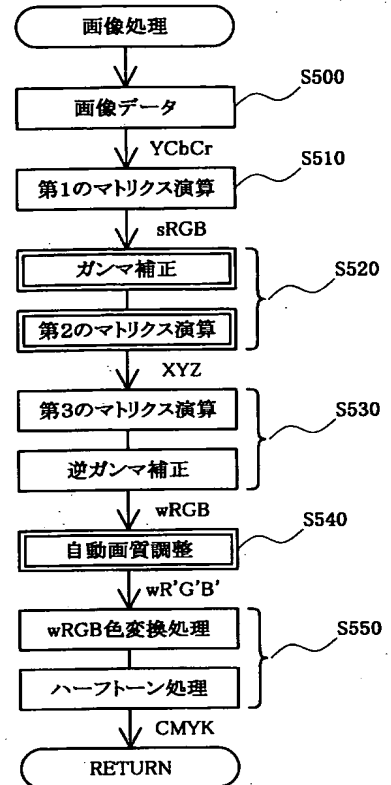 画像処理
S500
画像データ
YCbCr
S510
第1のマトリクス演算
sRGB
ガンマ補正
S520
第2のマトリクス演算
XYZ
第3のマトリクス演算
S530
逆ガンマ補正
wRGB
S540
自動画質調整
wR'G'B'
wRGB色変換処理
S550
ハーフトーン処理
CMYK
RETURN